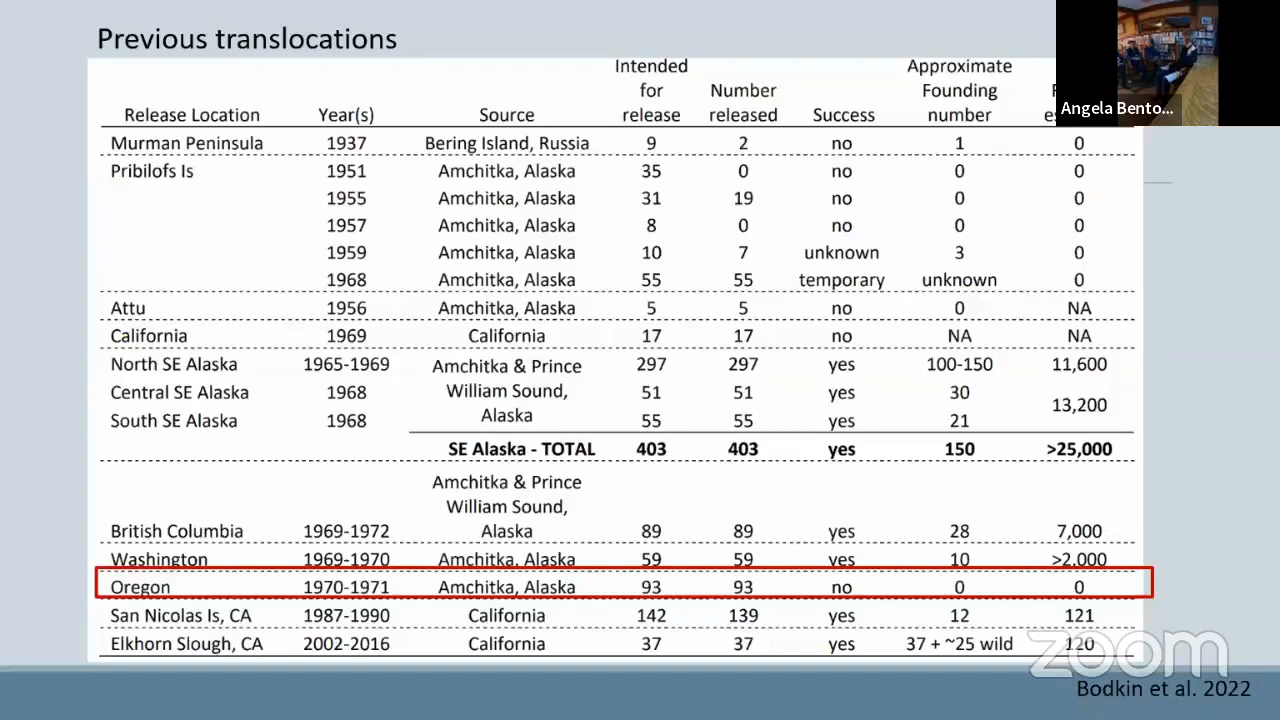 Previous translocations
Angela Bento...
Intended Approximate
for Number Founding
Release Location Year(s) Source release released Success number
Murman Peninsula 1937 Bering Island, Russia 9 2 no 1 0
Pribilofs Is 1951 Amchitka, Alaska 35 0 no 0 0
1955 Amchitka, Alaska 31 19 no 0 0
1957 Amchitka, Alaska 8 0 no 0 0
1959 Amchitka, Alaska 10 7 unknown 3 0
1968 Amchitka, Alaska 55 55 temporary unknown 0
Attu 1956 Amchitka, Alaska 5 5 no 0 NA
California 1969 California 17 17 no NA NA
North SE Alaska 1965-1969 Amchitka & Prince 297 297 yes 100-150 11,600
Central SE Alaska 1968 William Sound, 51 51 yes 30 13,200
South SE Alaska 1968 Alaska 55 55 yes 21
SE Alaska - TOTAL 403 403 yes 150 >25,000
Amchitka & Prince
William Sound,
British Columbia 1969-1972 Alaska 89 89 yes 28 7,000
Washington 1969-1970 Amchitka, Alaska 59 59 yes 10 >2,000
Oregon 1970-1971 Amchitka, Alaska 93 93 no 0 0
San Nicolas Is, CA 1987-1990 California 142 139 yes 12 121
Elkhorn Slough, CA 2002-2016 California 37 37 yes 37 + ~25 wild 120
zoom
Bodkin et al. 2022